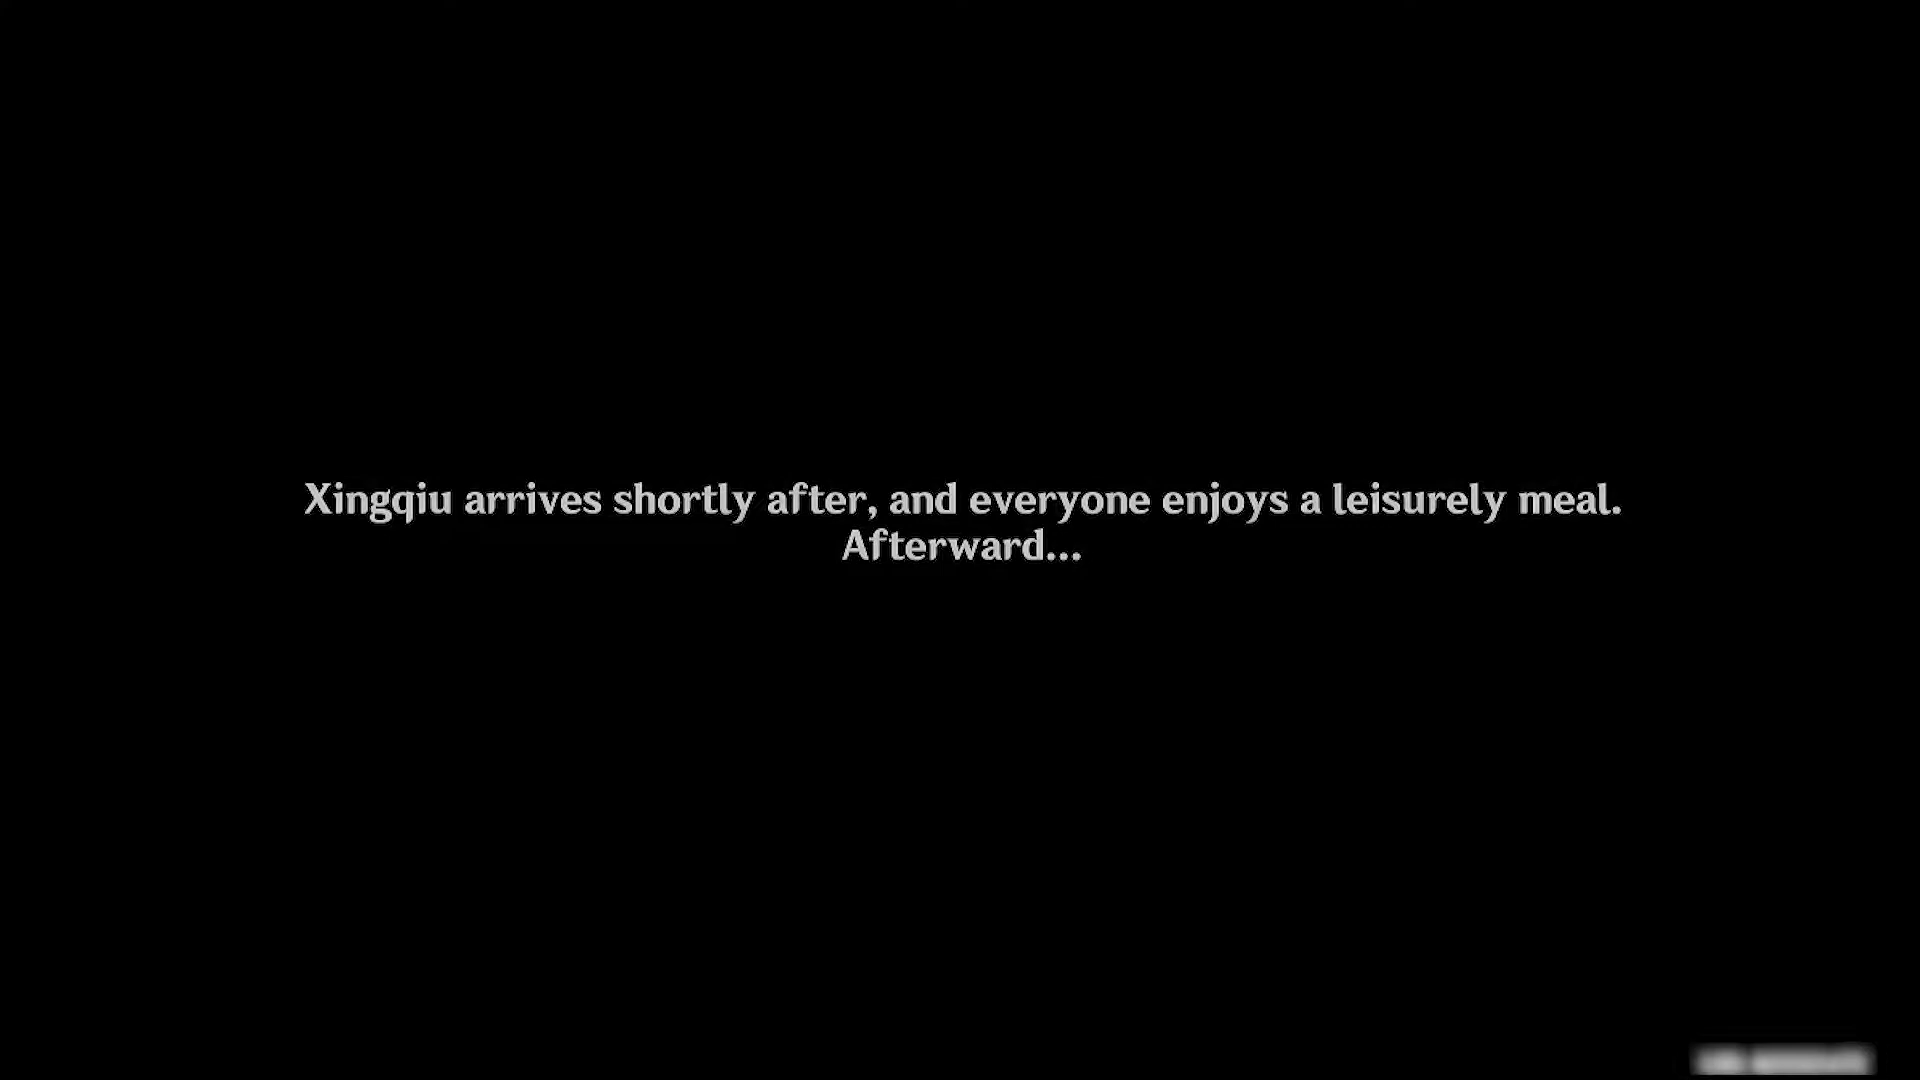 Xingqiu arrives shortly after, and everyone enjoys a leisurely meal.
Afterward...